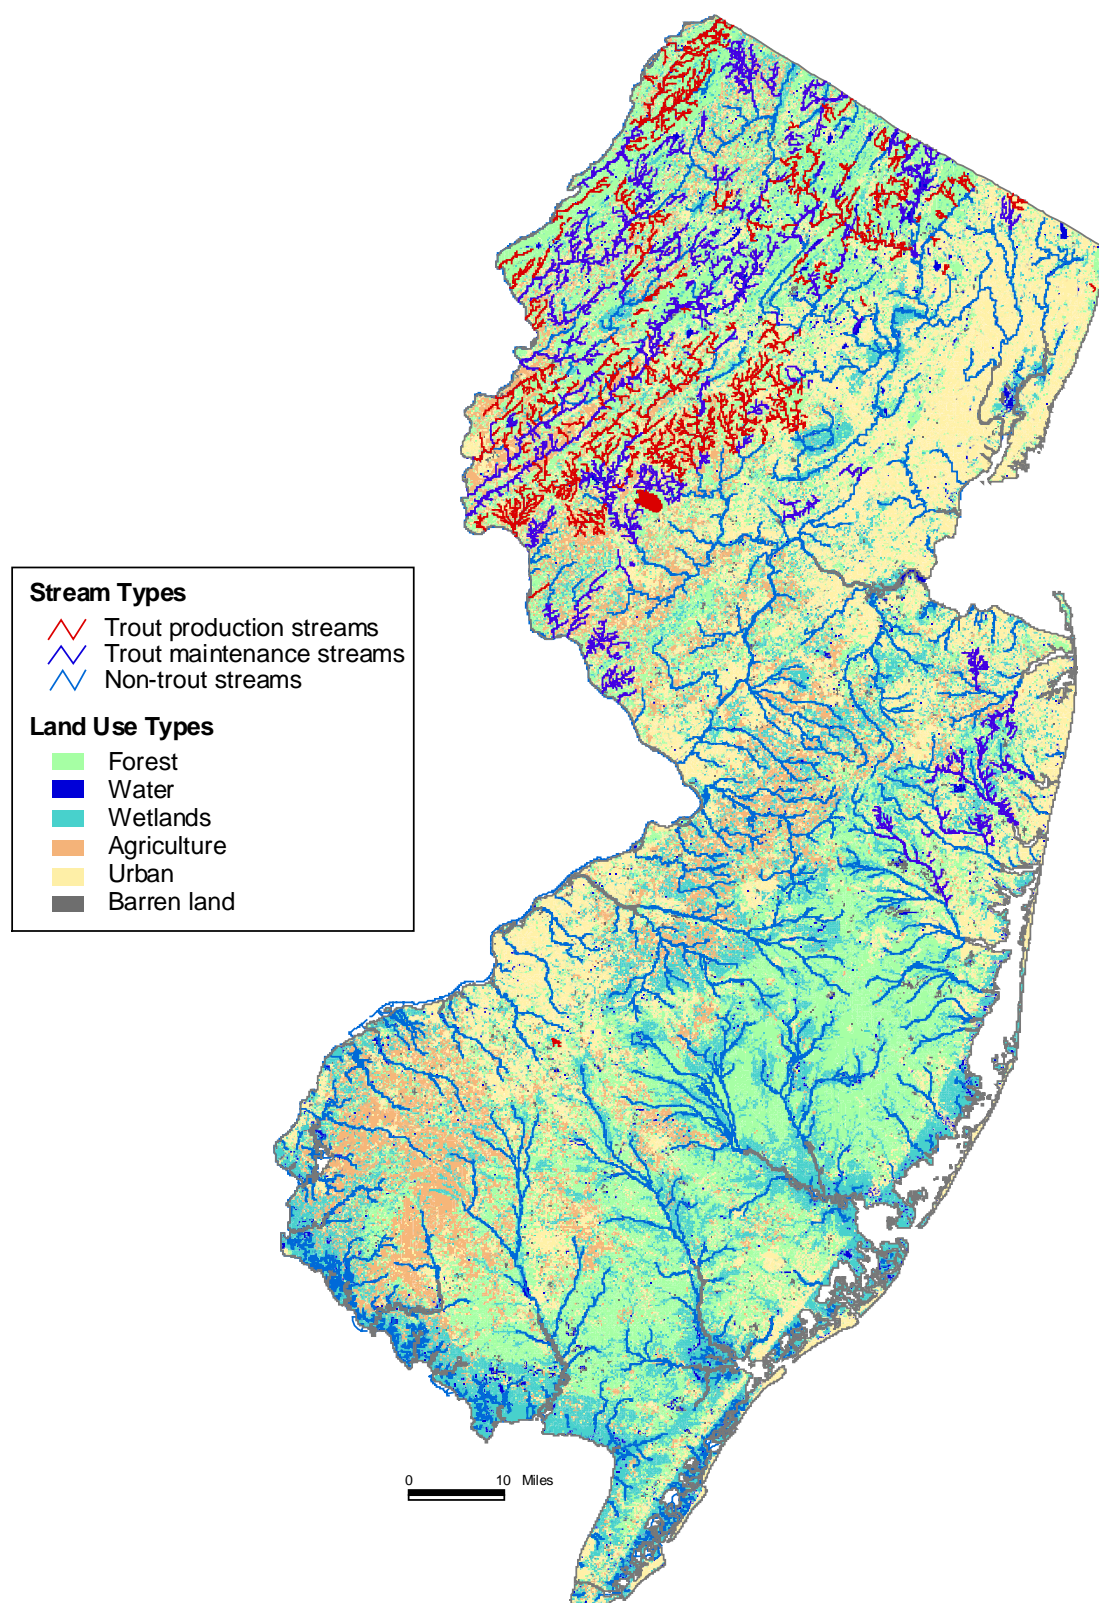 Stream Types
Trout production streams
Trout maintenance streams
Non-trout streams
Land Use Types
Forest
Water
Wetlands
Agriculture
Urban
Barren land
0 10 Miles